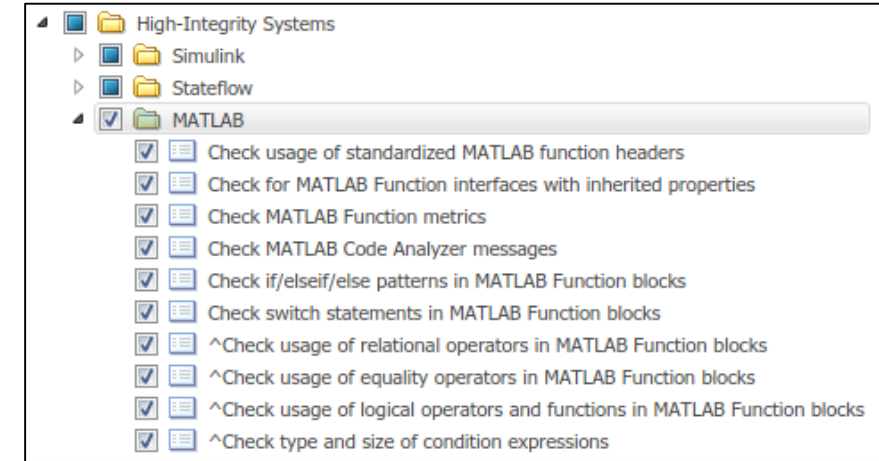 High-Integrity Systems
Simulink
Stateflow
MATLAB
Check usage of standardized MATLAB function headers
Check for MATLAB Function interfaces with inherited properties
Check MATLAB Function metrics
Check MATLAB Code Analyzer messages
Check if/elseif/else patterns in MATLAB Function blocks
Check switch statements in MATLAB Function blocks
^Check usage of relational operators in MATLAB Function blocks
^Check usage of equality operators in MATLAB Function blocks
^Check usage of logical operators and functions in MATLAB Function blocks
^Check type and size of condition expressions